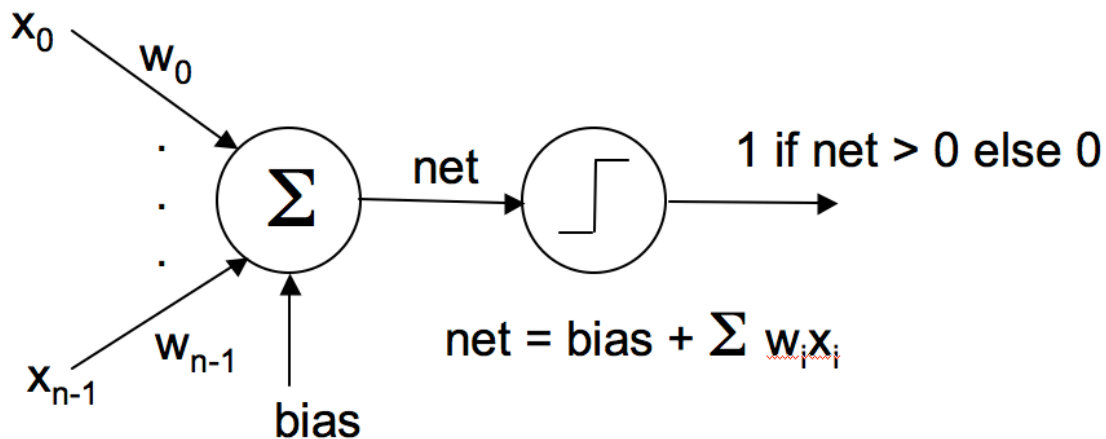 x₀
w₀
.
.
.
Σ
net
1 if net > 0 else 0
wₙ₋₁
xₙ₋₁
bias
net = bias + Σ wᵢxᵢ